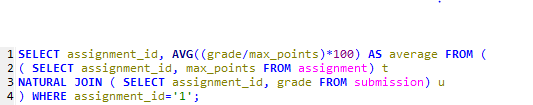 1 SELECT assignment_id, AVG((grade/max_points)*100) AS average FROM (
2 ( SELECT assignment_id, max_points FROM assignment) t
3 NATURAL JOIN ( SELECT assignment_id, grade FROM submission) u
4 ) WHERE assignment_id='1';